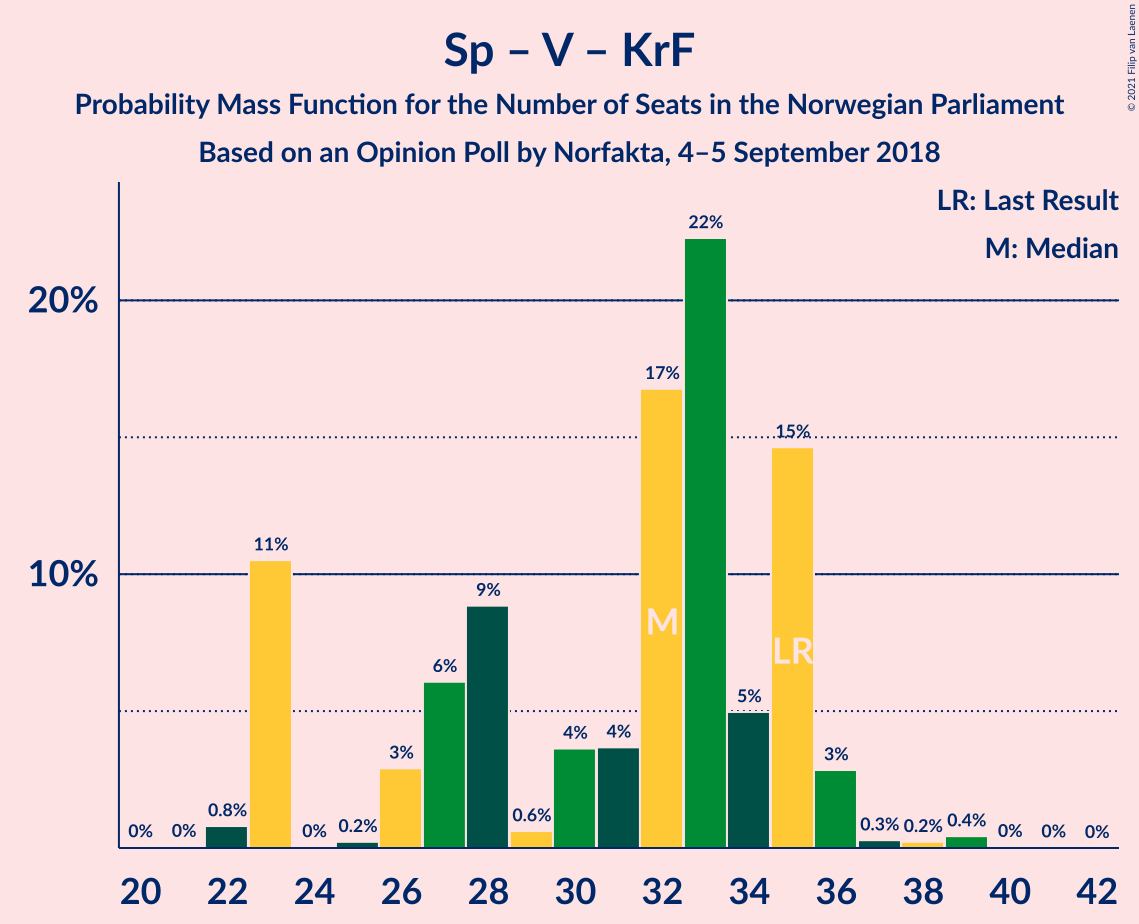 Sp – V – KrF
Probability Mass Function for the Number of Seats in the Norwegian Parliament
Based on an Opinion Poll by Norfakta, 4–5 September 2018
© 2021 Filip van Laenen
LR: Last Result
M: Median
20%
10%
0%
0%
0.8%
11%
0%
0.2%
3%
6%
9%
0.6%
4%
4%
17%
22%
5%
15%
3%
0.3%
0.2%
0.4%
0%
0%
0%
M
LR
20 22 24 26 28 30 32 34 36 38 40 42